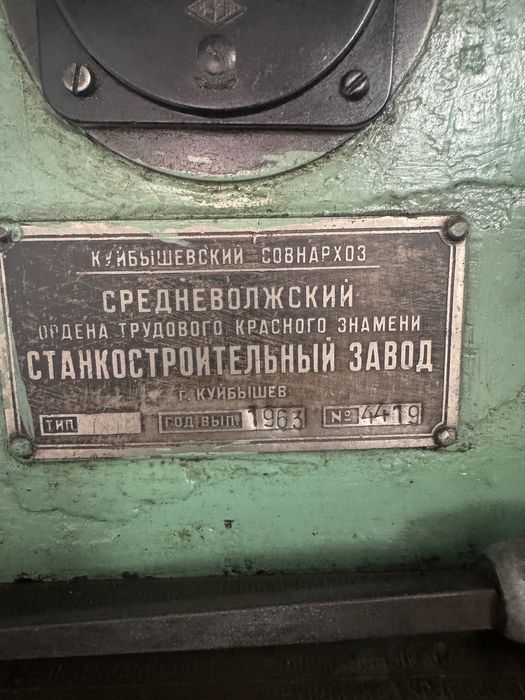 КУЙБЫШЕВСКИЙ СОВНАРХОЗ
СРЕДНЕВОЛЖСКИЙ
ОРДЕНА ТРУДОВОГО КРАСНОГО ЗНАМЕНИ
СТАНКОСТРОИТЕЛЬНЫЙ ЗАВОД
Г. КУЙБЫШЕВ
ТИП ГОД ВЫП. 1963 № 4419